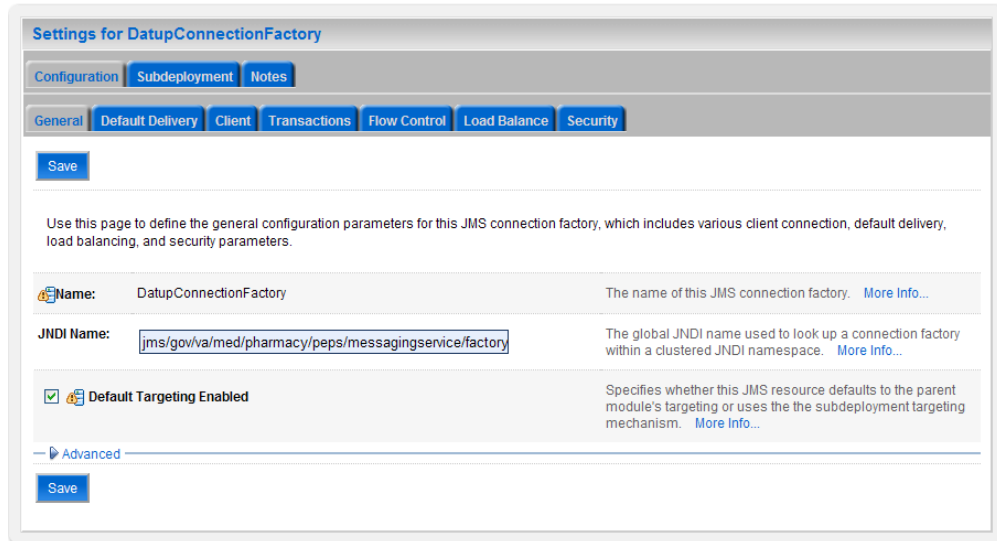 Settings for DatupConnectionFactory
Configuration Subdeployment Notes
General Default Delivery Client Transactions Flow Control Load Balance Security
Save
Use this page to define the general configuration parameters for this JMS connection factory, which includes various client connection, default delivery,
load balancing, and security parameters.
Name: DatupConnectionFactory The name of this JMS connection factory. More Info...
JNDI Name: jms/gov/va/med/pharmacy/peps/messagingservice/factory The global JNDI name used to look up a connection factory
within a clustered JNDI namespace. More Info...
Default Targeting Enabled Specifies whether this JMS resource defaults to the parent
module's targeting or uses the the subdeployment targeting
mechanism. More Info...
Advanced
Save